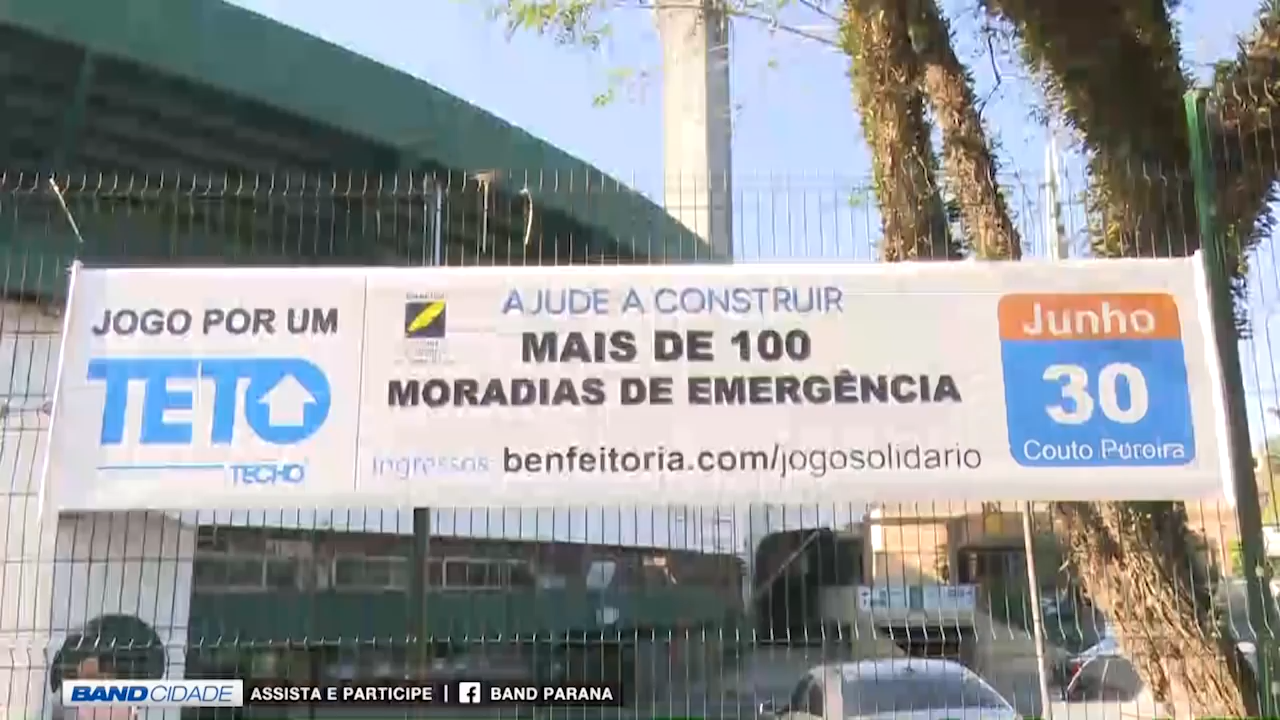 JOGO POR UM
TETO
TECHO
AJUDE A CONSTRUIR
MAIS DE 100
MORADIAS DE EMERGÊNCIA
Ingressos: benfeitoria.com/jogosolidario
Junho
30
Couto Pereira
BAND CIDADE ASSISTA E PARTICIPE | BAND PARANA